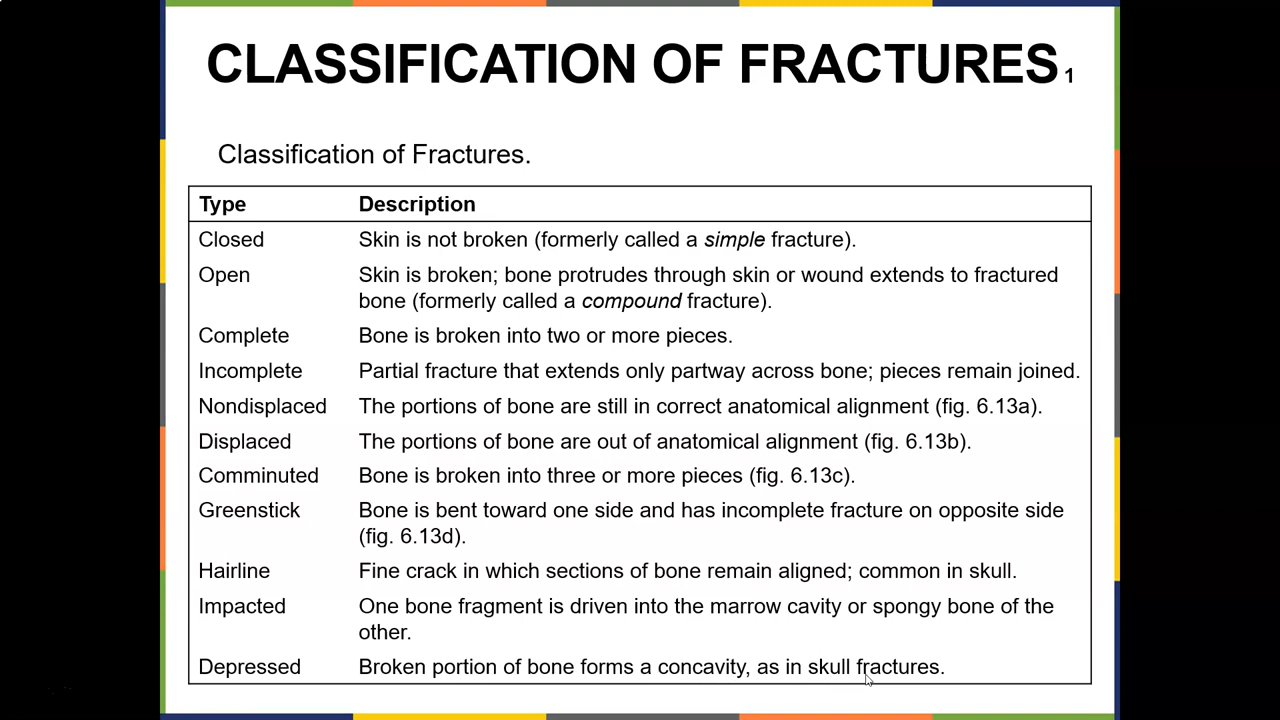 CLASSIFICATION OF FRACTURES 1
Classification of Fractures.
Type Description
Closed Skin is not broken (formerly called a simple fracture).
Open Skin is broken; bone protrudes through skin or wound extends to fractured
bone (formerly called a compound fracture).
Complete Bone is broken into two or more pieces.
Incomplete Partial fracture that extends only partway across bone; pieces remain joined.
Nondisplaced The portions of bone are still in correct anatomical alignment (fig. 6.13a).
Displaced The portions of bone are out of anatomical alignment (fig. 6.13b).
Comminuted Bone is broken into three or more pieces (fig. 6.13c).
Greenstick Bone is bent toward one side and has incomplete fracture on opposite side
(fig. 6.13d).
Hairline Fine crack in which sections of bone remain aligned; common in skull.
Impacted One bone fragment is driven into the marrow cavity or spongy bone of the
other.
Depressed Broken portion of bone forms a concavity, as in skull fractures.